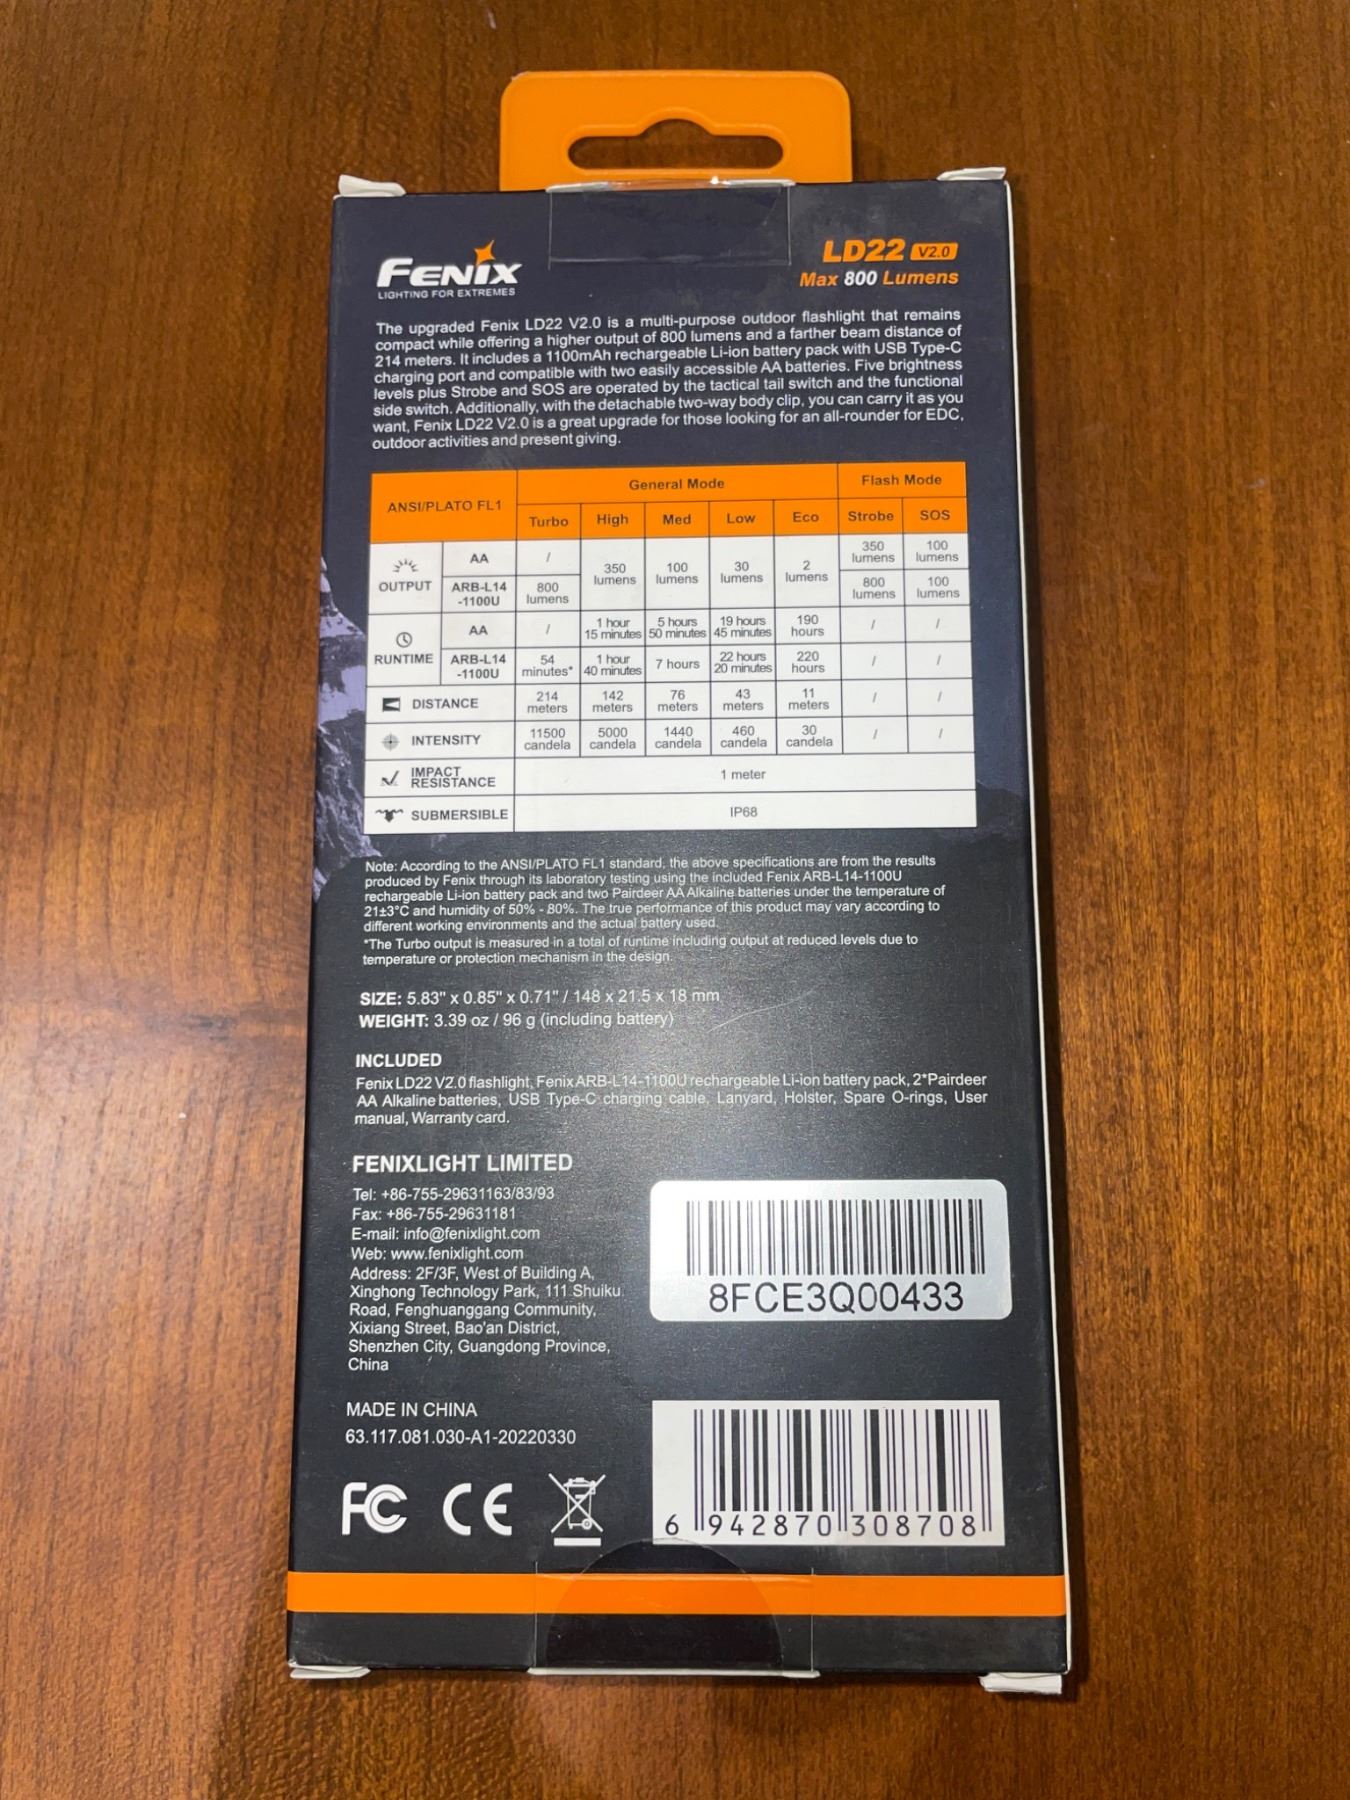 FENIX
LIGHTING FOR EXTREMES
LD22 V2.0
Max 800 Lumens
The upgraded Fenix LD22 V2.0 is a multi-purpose outdoor flashlight that remains
compact while offering a higher output of 800 lumens and a farther beam distance of
214 meters. It includes a 1100mAh rechargeable Li-ion battery pack with USB Type-C
charging port and compatible with two easily accessible AA batteries. Five brightness
levels plus Strobe and SOS are operated by the tactical tail switch and the functional
side switch. Additionally, with the detachable two-way body clip, you can carry it as you
want, Fenix LD22 V2.0 is a great upgrade for those looking for an all-rounder for EDC,
outdoor activities and present giving.
ANSI/PLATO FL1 General Mode Flash Mode
Turbo High Med Low Eco Strobe SOS
OUTPUT AA / 350 lumens 100 lumens 30 lumens 2 lumens 350 lumens 100 lumens
ARB-L14-1100U 800 lumens 800 lumens 100 lumens
RUNTIME AA / 1 hour 15 minutes 5 hours 50 minutes 19 hours 45 minutes 190 hours / /
ARB-L14-1100U 54 minutes* 1 hour 40 minutes 7 hours 22 hours 20 minutes 220 hours / /
DISTANCE 214 meters 142 meters 76 meters 43 meters 11 meters / /
INTENSITY 11500 candela 5000 candela 1440 candela 460 candela 30 candela / /
IMPACT RESISTANCE 1 meter
SUBMERSIBLE IP68
Note: According to the ANSI/PLATO FL1 standard, the above specifications are from the results
produced by Fenix through its laboratory testing using the included Fenix ARB-L14-1100U
rechargeable Li-ion battery pack and two Pairdeer AA Alkaline batteries under the temperature of
21±3°C and humidity of 50% - 80%. The true performance of this product may vary according to
different working environments and the actual battery used.
*The Turbo output is measured in a total of runtime including output at reduced levels due to
temperature or protection mechanism in the design.
SIZE: 5.83" x 0.85" x 0.71" / 148 x 21.5 x 18 mm
WEIGHT: 3.39 oz / 96 g (including battery)
INCLUDED
Fenix LD22 V2.0 flashlight, Fenix ARB-L14-1100U rechargeable Li-ion battery pack, 2*Pairdeer
AA Alkaline batteries, USB Type-C charging cable, Lanyard, Holster, Spare O-rings, User
manual, Warranty card.
FENIXLIGHT LIMITED
Tel: +86-755-29631163/83/93
Fax: +86-755-29631181
E-mail: info@fenixlight.com
Web: www.fenixlight.com
Address: 2F/3F, West of Building A,
Xinghong Technology Park, 111 Shuiku
Road, Fenghuanggang Community,
Xixiang Street, Bao'an District,
Shenzhen City, Guangdong Province,
China
8FCE3Q00433
MADE IN CHINA
63.117.081.030-A1-20220330
FC CE
6 942870 308708